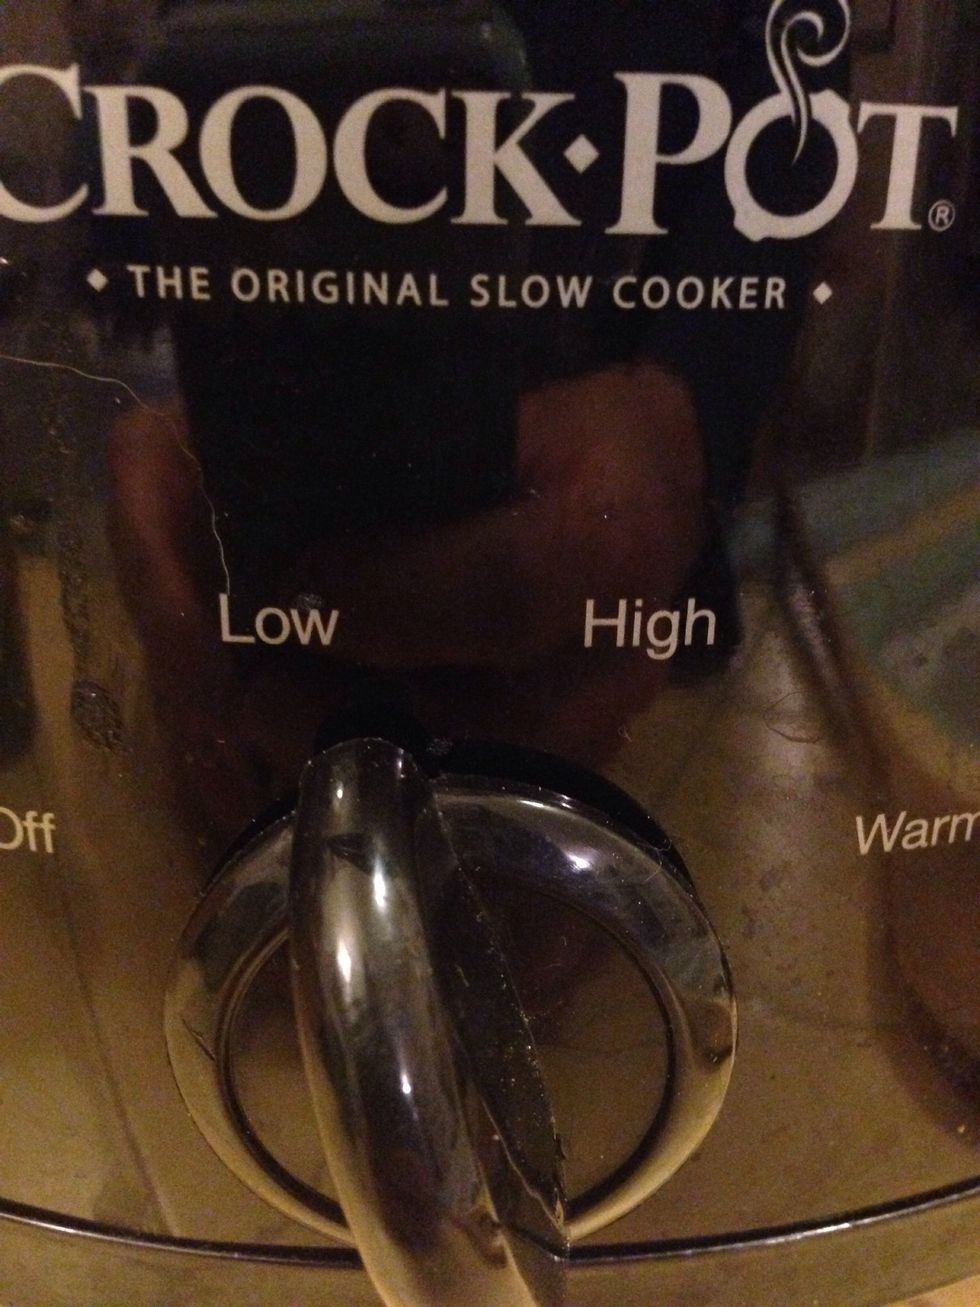 CROCK·POT®
◆ THE ORIGINAL SLOW COOKER ◆
Low High
Off Warm